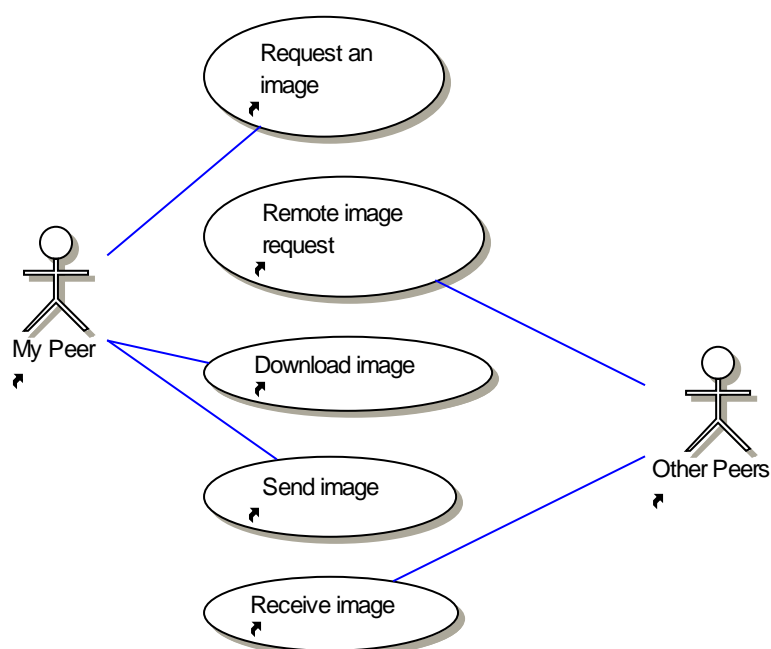 Request an
image
Remote image
request
My Peer
Download image
Other Peers
Send image
Receive image